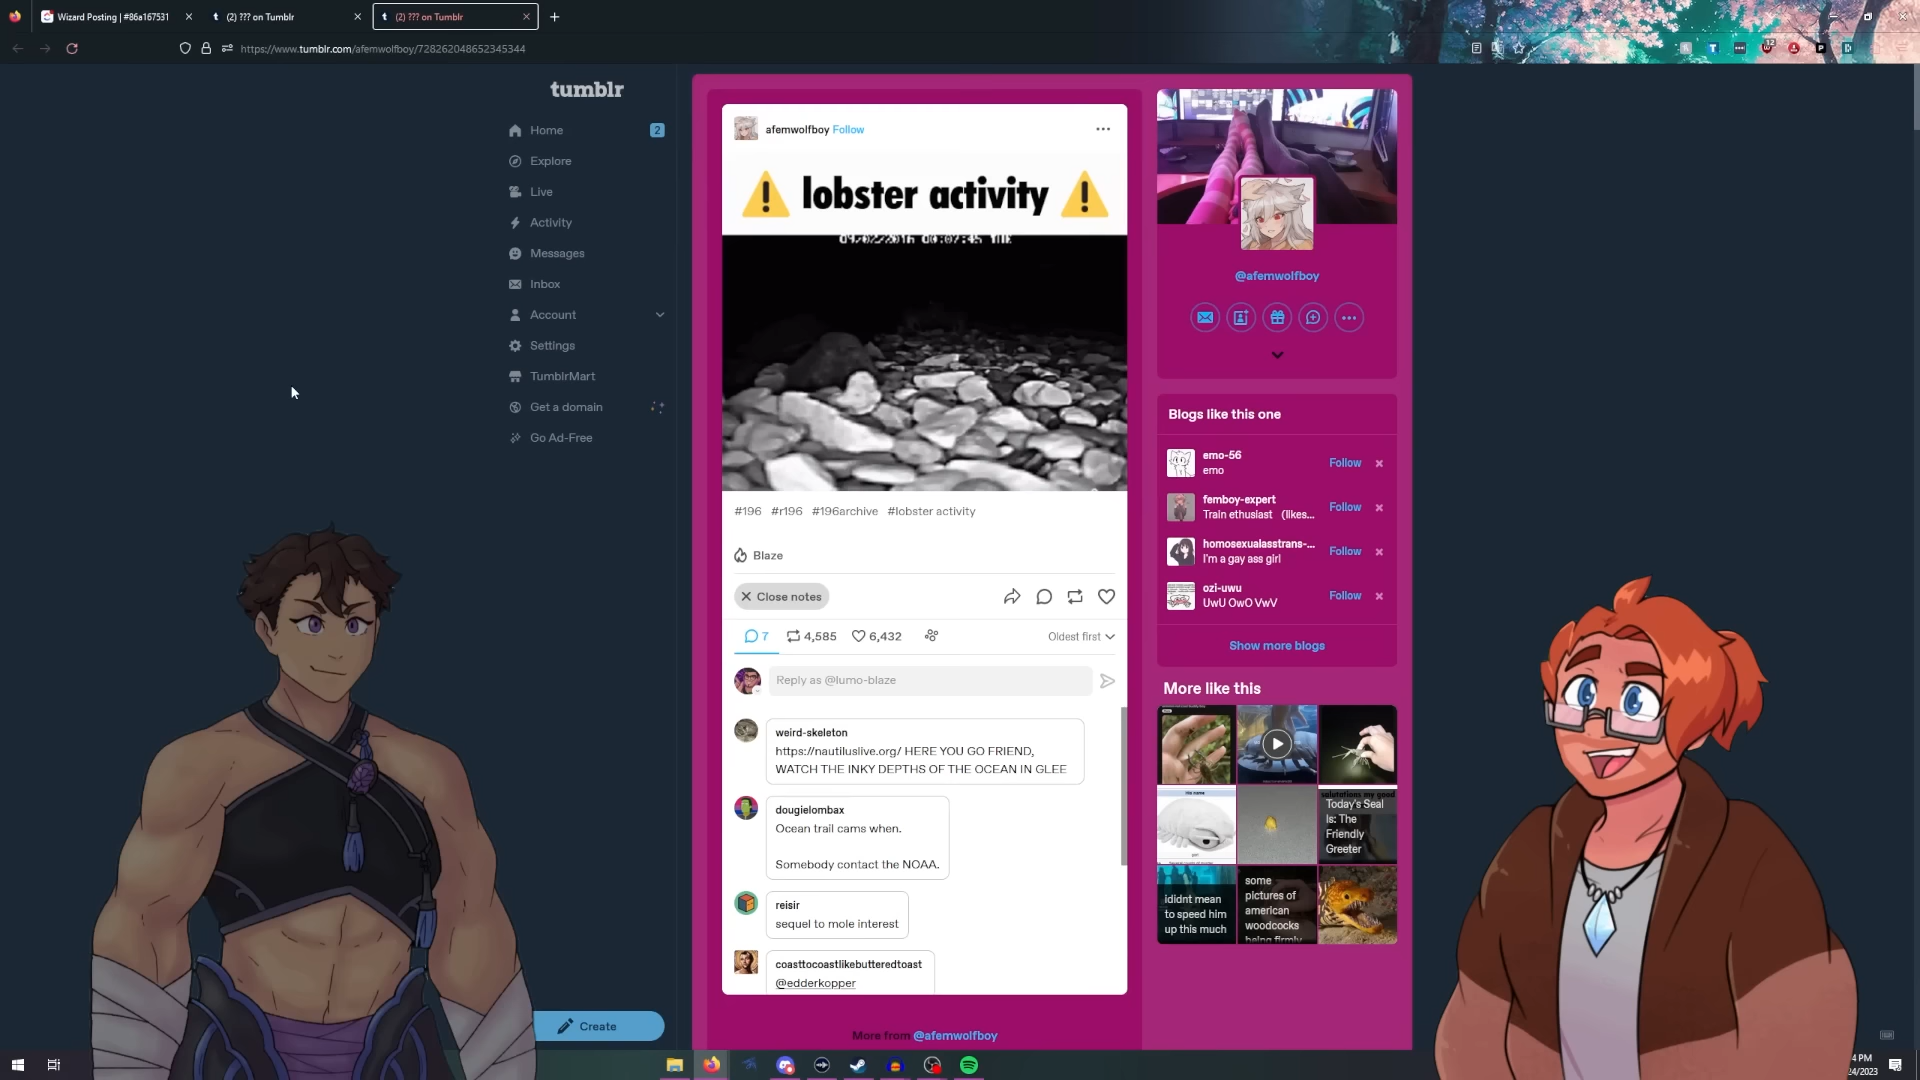 Wizard Posting | #86a167531
(2) ??? on Tumblr
(2) ??? on Tumblr
https://www.tumblr.com/afemwolfboy/728262048652345344
12
tumblr
Home
2
Explore
Live
Activity
Messages
Inbox
Account
Settings
TumblrMart
Get a domain
Go Ad-Free
Create
afemwolfboy Follow
lobster activity
#196 #r196 #196archive #lobster activity
Blaze
Close notes
7
4,585
6,432
Oldest first
Reply as @lumo-blaze
weird-skeleton
https://nautiluslive.org/ HERE YOU GO FRIEND,
WATCH THE INKY DEPTHS OF THE OCEAN IN GLEE
dougielombax
Ocean trail cams when.
Somebody contact the NOAA.
reisir
sequel to mole interest
coasttocoastlikebutteredtoast
@edderkopper
More from @afemwolfboy
@afemwolfboy
Blogs like this one
emo-56
emo
Follow
femboy-expert
Train ethusiast (likes...
Follow
homosexualasstrans-...
I'm a gay ass girl
Follow
ozi-uwu
UwU OwO VwV
Follow
Show more blogs
More like this
Today's Seal
Is: The
Friendly
Greeter
ididnt mean
to speed him
up this much
some
pictures of
american
woodcocks
being firmly
4 PM
24/2023